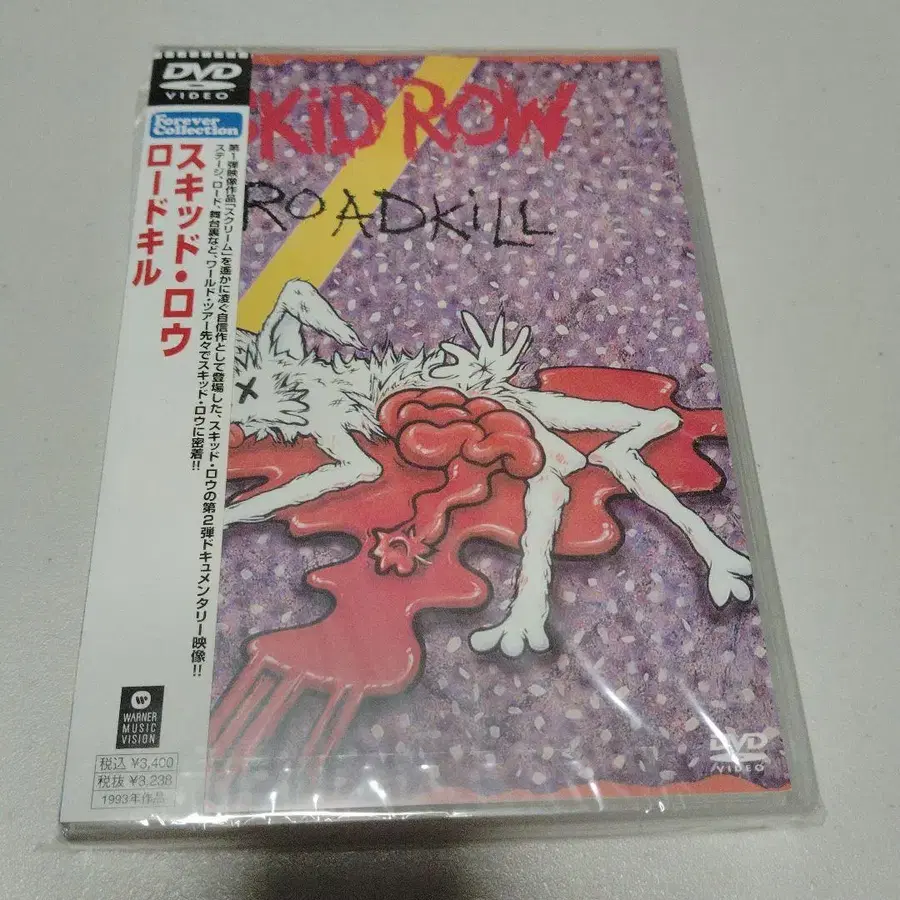 DVD
VIDEO
Forever
Collection
スキッド・ロウ
ロードキル
第1弾映像作品「スクリーム」を遥かに凌ぐ自信作として登場した、スキッド・ロウの第2弾ドキュメンタリー映像!!
ステージ、ロード、舞台裏など、ワールド・ツアー先々でスキッド・ロウに密着!!
WARNER
MUSIC
VISION
税込 ¥3,400
税抜 ¥3,238
1993年作品
SKID ROW
ROADKILL
DVD
VIDEO